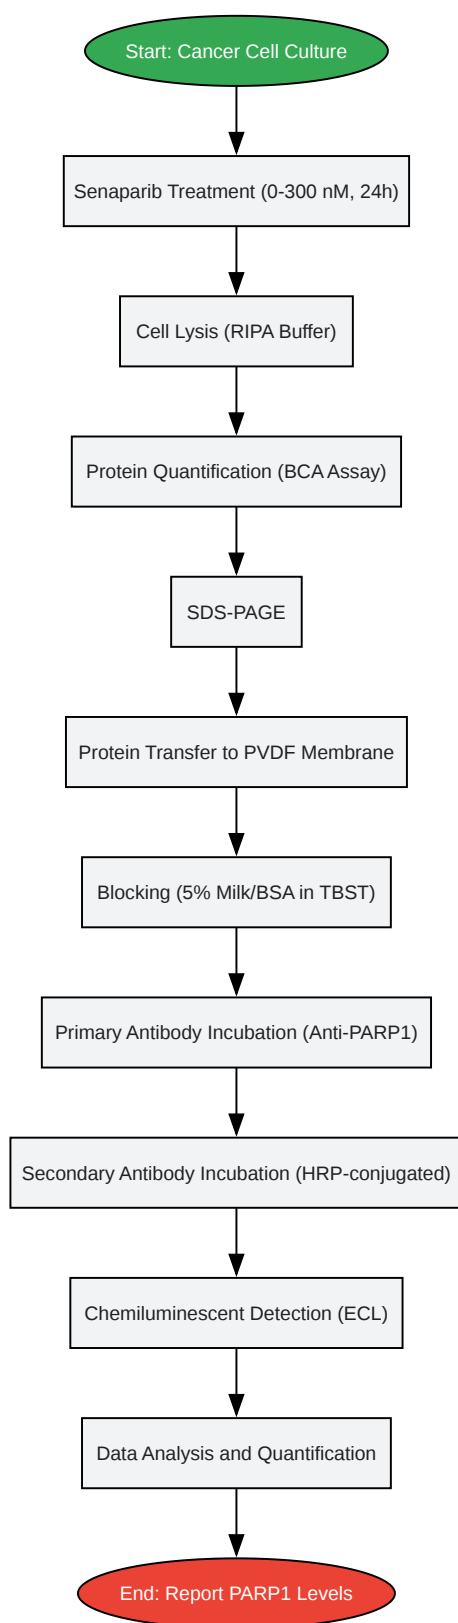 Start: Cancer Cell Culture
Senaparib Treatment (0-300 nM, 24h)
Cell Lysis (RIPA Buffer)
Protein Quantification (BCA Assay)
SDS-PAGE
Protein Transfer to PVDF Membrane
Blocking (5% Milk/BSA in TBST)
Primary Antibody Incubation (Anti-PARP1)
Secondary Antibody Incubation (HRP-conjugated)
Chemiluminescent Detection (ECL)
Data Analysis and Quantification
End: Report PARP1 Levels